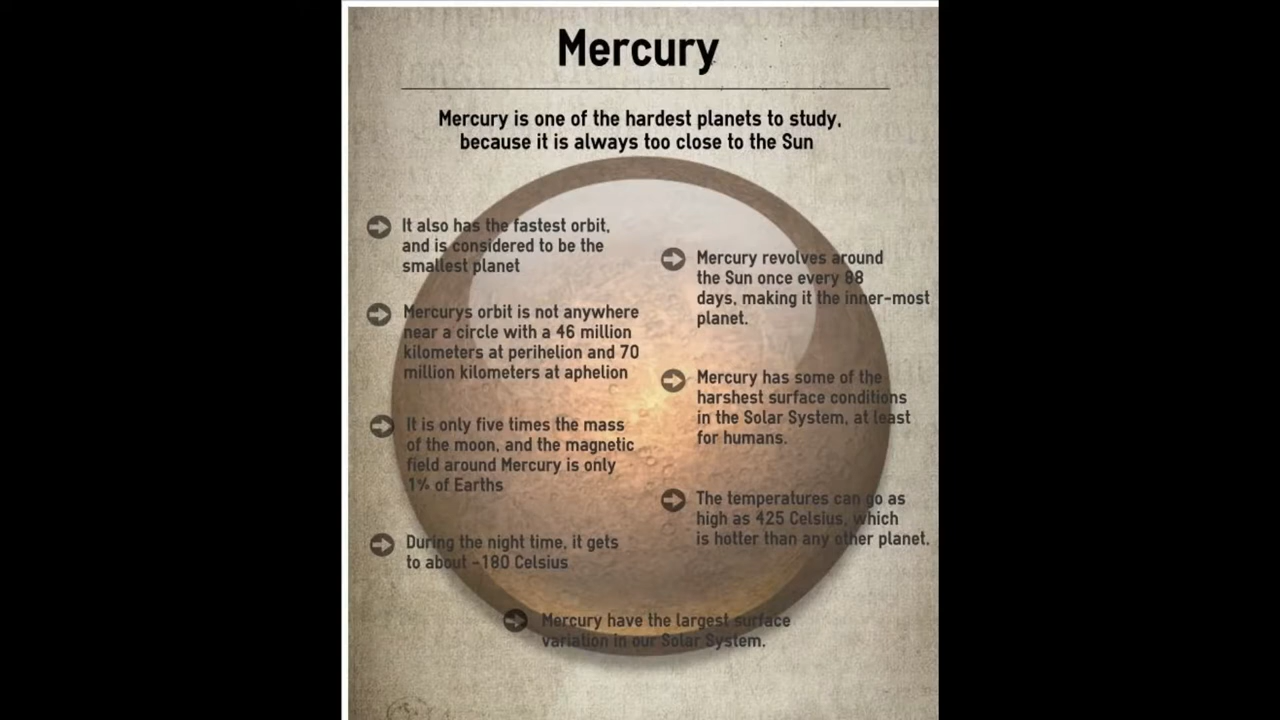 Mercury
Mercury is one of the hardest planets to study,
because it is always too close to the Sun
It also has the fastest orbit,
and is considered to be the
smallest planet
Mercurys orbit is not anywhere
near a circle with a 46 million
kilometers at perihelion and 70
million kilometers at aphelion
It is only five times the mass
of the moon, and the magnetic
field around Mercury is only
1% of Earths
During the night time, it gets
to about -180 Celsius
Mercury revolves around
the Sun once every 88
days, making it the inner-most
planet.
Mercury has some of the
harshest surface conditions
in the Solar System, at least
for humans.
The temperatures can go as
high as 425 Celsius, which
is hotter than any other planet.
Mercury have the largest surface
variation in our Solar System.